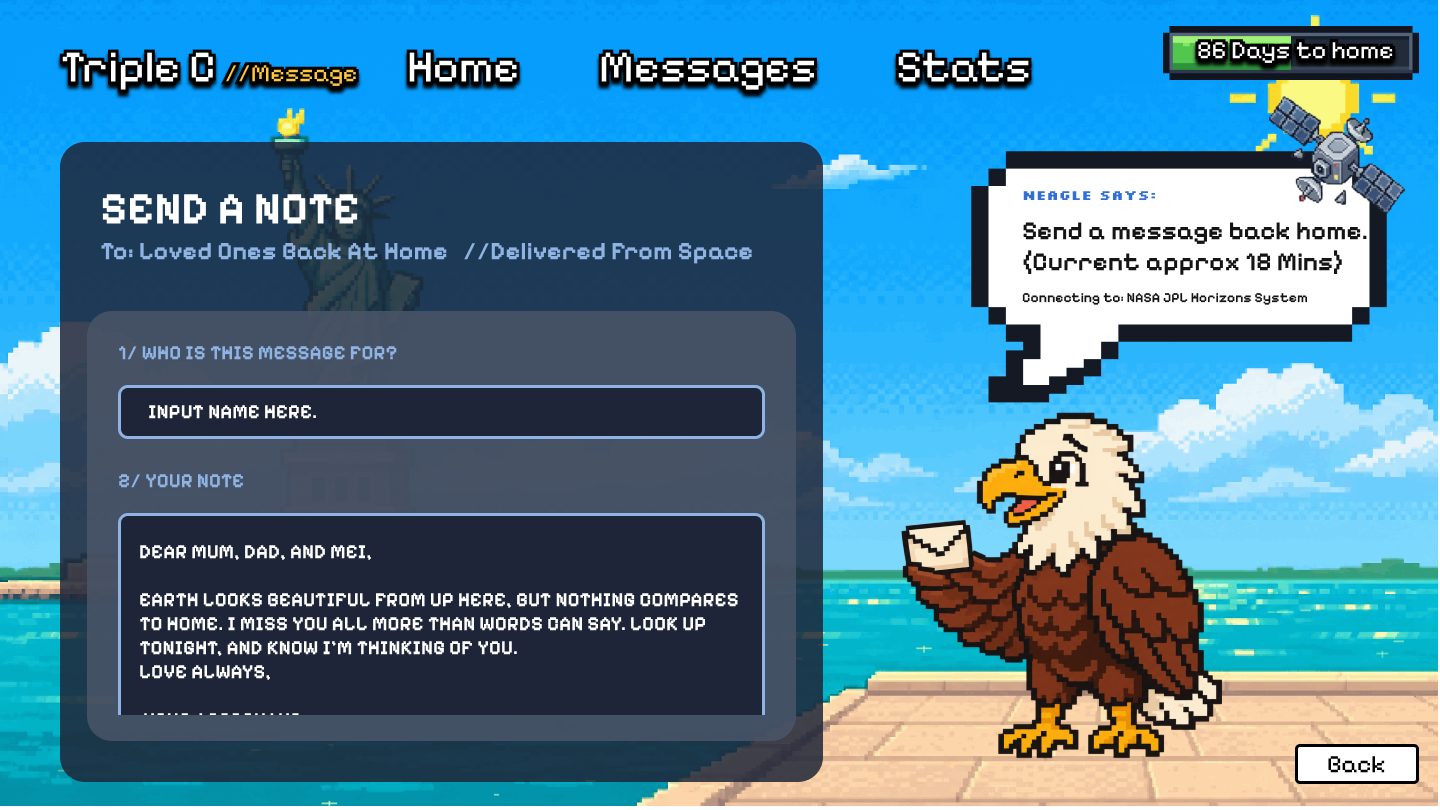 Triple C //Message Home Messages Stats
86 Days to home
SEND A NOTE
To: Loved Ones Back At Home //Delivered From Space
1/ WHO IS THIS MESSAGE FOR?
INPUT NAME HERE.
2/ YOUR NOTE
DEAR MUM, DAD, AND MEI,
EARTH LOOKS BEAUTIFUL FROM UP HERE, BUT NOTHING COMPARES
TO HOME. I MISS YOU ALL MORE THAN WORDS CAN SAY. LOOK UP
TONIGHT, AND KNOW I'M THINKING OF YOU.
LOVE ALWAYS,
NEAGLE SAYS:
Send a message back home.
(Current approx 18 Mins)
Connecting to: NASA JPL Horizons System
Back